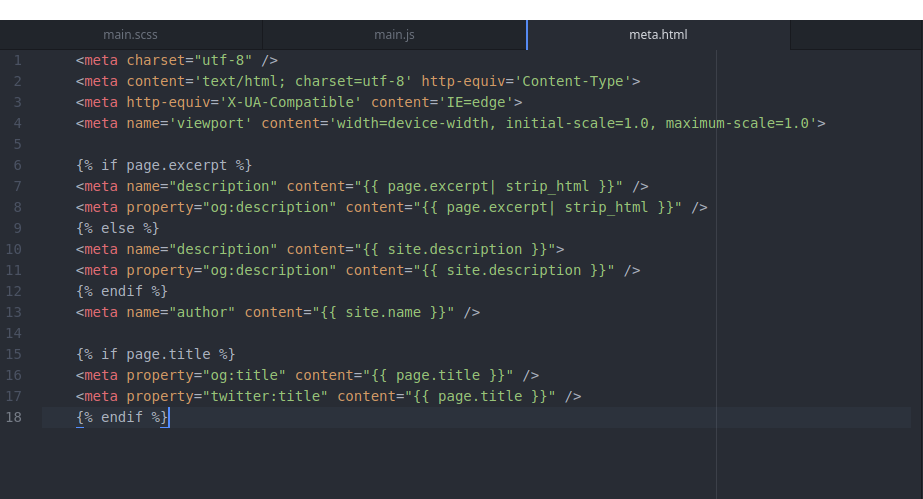 main.scss main.js meta.html
1 <meta charset="utf-8" />
2 <meta content='text/html; charset=utf-8' http-equiv='Content-Type'>
3 <meta http-equiv='X-UA-Compatible' content='IE=edge'>
4 <meta name='viewport' content='width=device-width, initial-scale=1.0, maximum-scale=1.0'>
5
6 {% if page.excerpt %}
7 <meta name="description" content="{{ page.excerpt| strip_html }}" />
8 <meta property="og:description" content="{{ page.excerpt| strip_html }}" />
9 {% else %}
10 <meta name="description" content="{{ site.description }}">
11 <meta property="og:description" content="{{ site.description }}" />
12 {% endif %}
13 <meta name="author" content="{{ site.name }}" />
14
15 {% if page.title %}
16 <meta property="og:title" content="{{ page.title }}" />
17 <meta property="twitter:title" content="{{ page.title }}" />
18 {% endif %}